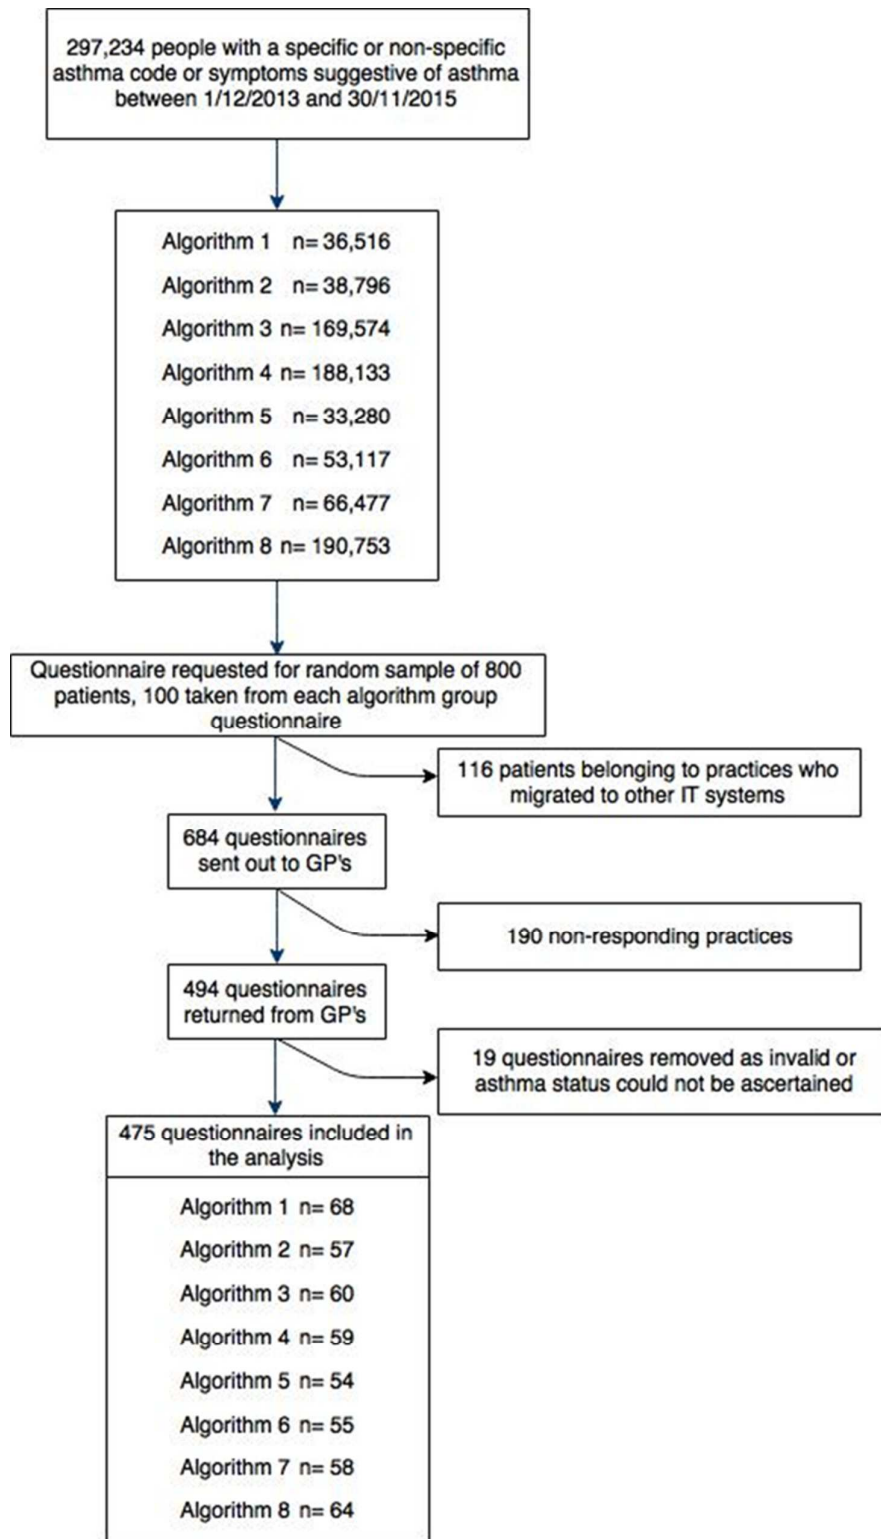 297,234 people with a specific or non-specific
asthma code or symptoms suggestive of asthma
between 1/12/2013 and 30/11/2015
Algorithm 1 n= 36,516
Algorithm 2 n= 38,796
Algorithm 3 n= 169,574
Algorithm 4 n= 188,133
Algorithm 5 n= 33,280
Algorithm 6 n= 53,117
Algorithm 7 n= 66,477
Algorithm 8 n= 190,753
Questionnaire requested for random sample of 800
patients, 100 taken from each algorithm group
questionnaire
116 patients belonging to practices who
migrated to other IT systems
684 questionnaires
sent out to GP's
190 non-responding practices
494 questionnaires
returned from GP's
19 questionnaires removed as invalid or
asthma status could not be ascertained
475 questionnaires included in
the analysis
Algorithm 1 n= 68
Algorithm 2 n= 57
Algorithm 3 n= 60
Algorithm 4 n= 59
Algorithm 5 n= 54
Algorithm 6 n= 55
Algorithm 7 n= 58
Algorithm 8 n= 64